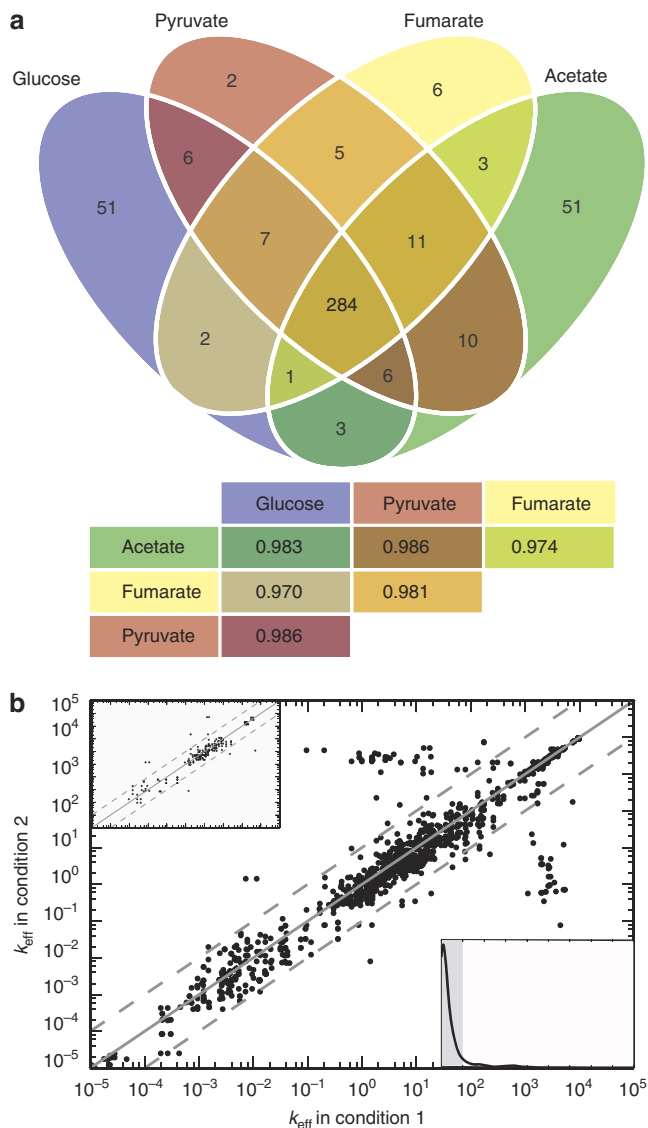 a
Pyruvate Fumarate
Glucose Acetate
2 6
6 5 3
51 51
7 11
284
2 10
1 6
3
Glucose Pyruvate Fumarate
Acetate 0.983 0.986 0.974
Fumarate 0.970 0.981
Pyruvate 0.986
b
10^5
10^4
10^3
10^2
10^1
10^0
10^-1
10^-2
10^-3
10^-4
10^-5
k_eff in condition 2
10^-5 10^-4 10^-3 10^-2 10^-1 10^0 10^1 10^2 10^3 10^4 10^5
k_eff in condition 1